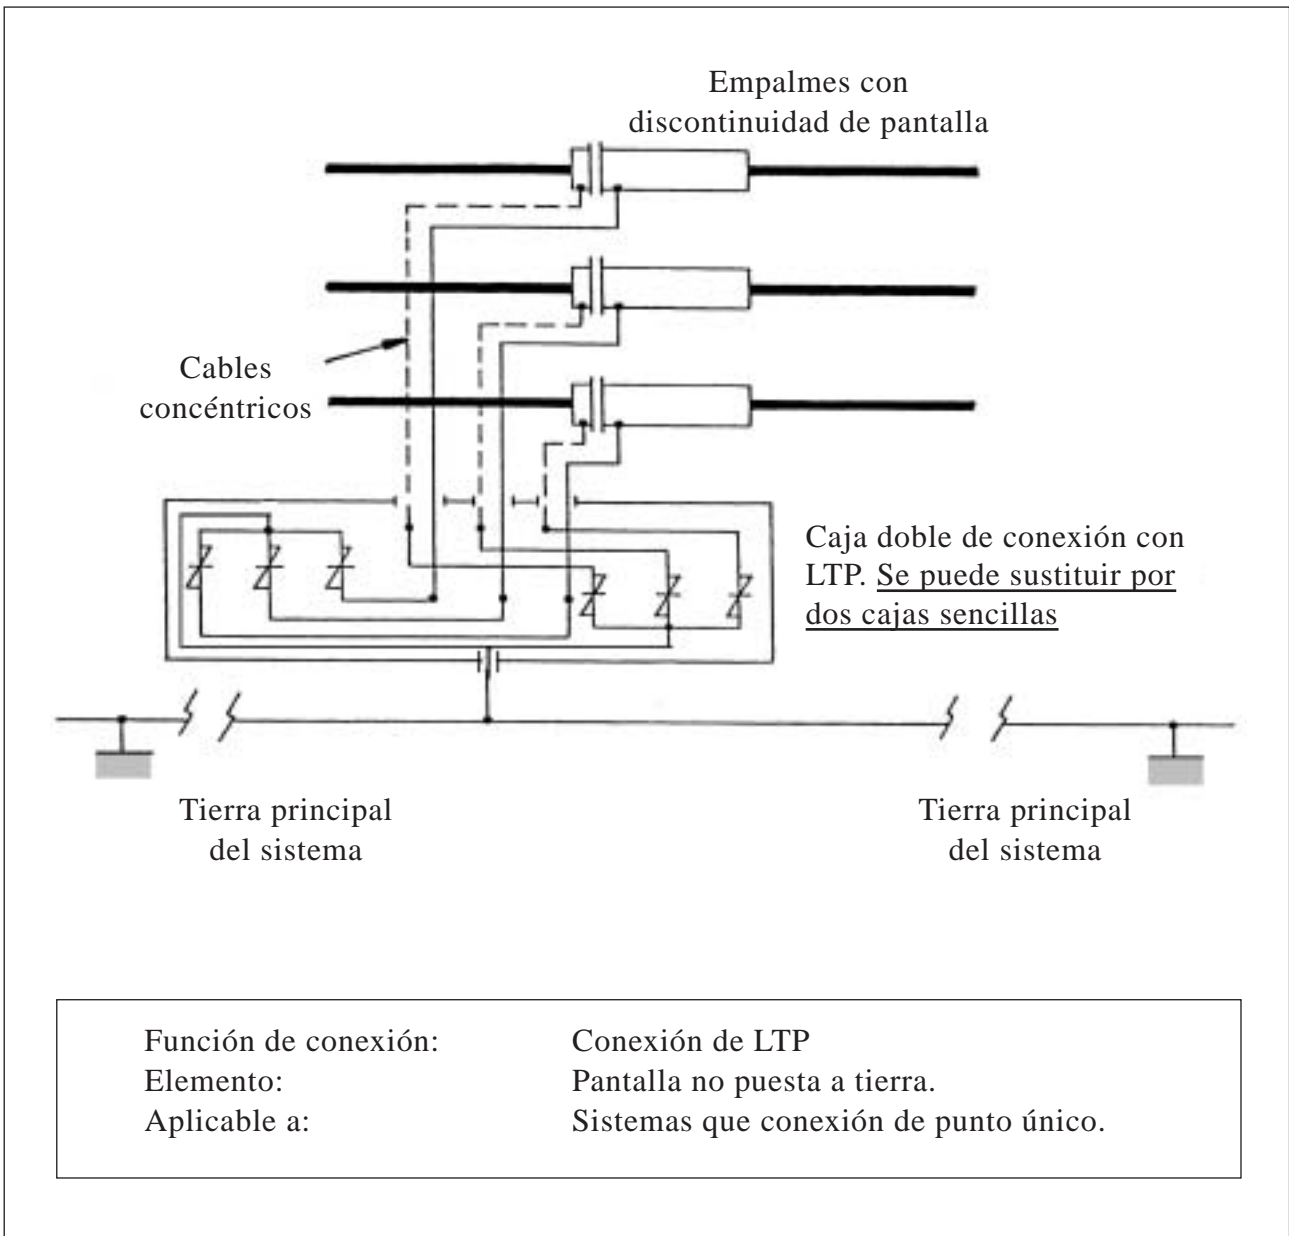 Empalmes con
discontinuidad de pantalla
Cables
concéntricos
Caja doble de conexión con
LTP. Se puede sustituir por
dos cajas sencillas
Tierra principal
del sistema
Tierra principal
del sistema
Función de conexión: Conexión de LTP
Elemento: Pantalla no puesta a tierra.
Aplicable a: Sistemas que conexión de punto único.